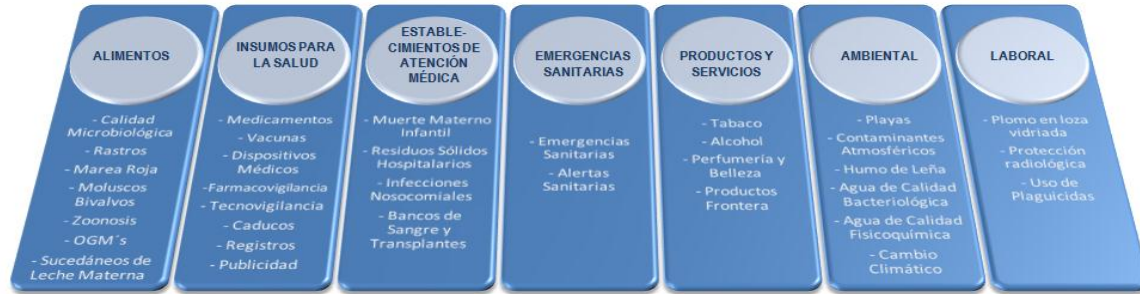 ALIMENTOS
- Calidad
Microbiológica
- Rastros
- Marea Roja
- Moluscos
Bivalvos
- Zoonosis
- OGM´s
- Sucedáneos de
Leche Materna
INSUMOS PARA
LA SALUD
- Medicamentos
- Vacunas
- Dispositivos
Médicos
-Farmacovigilancia
- Tecnovigilancia
- Caducos
- Registros
- Publicidad
ESTABLE-
CIMIENTOS DE
ATENCIÓN
MÉDICA
- Muerte Materno
Infantil
- Residuos Sólidos
Hospitalarios
- Infecciones
Nosocomiales
- Bancos de
Sangre y
Transplantes
EMERGENCIAS
SANITARIAS
- Emergencias
Sanitarias
- Alertas
Sanitarias
PRODUCTOS Y
SERVICIOS
- Tabaco
- Alcohol
- Perfumería y
Belleza
- Productos
Frontera
AMBIENTAL
- Playas
- Contaminantes
Atmosféricos
- Humo de Leña
- Agua de Calidad
Bacteriológica
- Agua de Calidad
Fisicoquímica
- Cambio
Climático
LABORAL
- Plomo en loza
vidriada
- Protección
radiológica
- Uso de
Plaguicidas